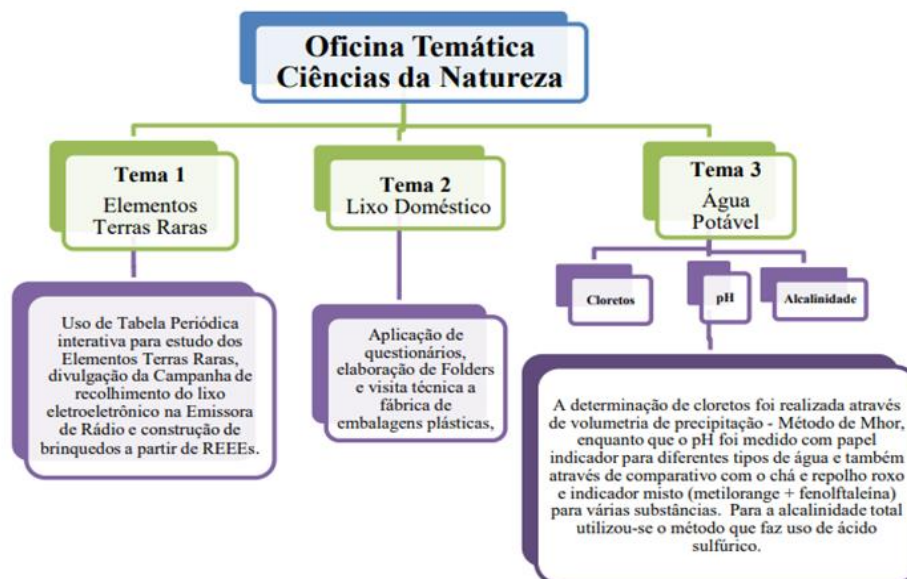 Oficina Temática
Ciências da Natureza
Tema 1
Elementos
Terras Raras
Tema 2
Lixo Doméstico
Tema 3
Água
Potável
Uso de Tabela Periódica
interativa para estudo dos
Elementos Terras Raras,
divulgação da Campanha de
recolhimento do lixo
eletroeletrônico na Emissora
de Rádio e construção de
brinquedos a partir de REEEs.
Aplicação de
questionários,
elaboração de Folders
e visita técnica a
fábrica de
embalagens plásticas,
Cloretos
pH
Alcalinidade
A determinação de cloretos foi realizada através
de volumetria de precipitação - Método de Mhor,
enquanto que o pH foi medido com papel
indicador para diferentes tipos de água e também
através de comparativo com o chá e repolho roxo
e indicador misto (metilorange + fenolftaleína)
para várias substâncias. Para a alcalinidade total
utilizou-se o método que faz uso de ácido
sulfúrico.